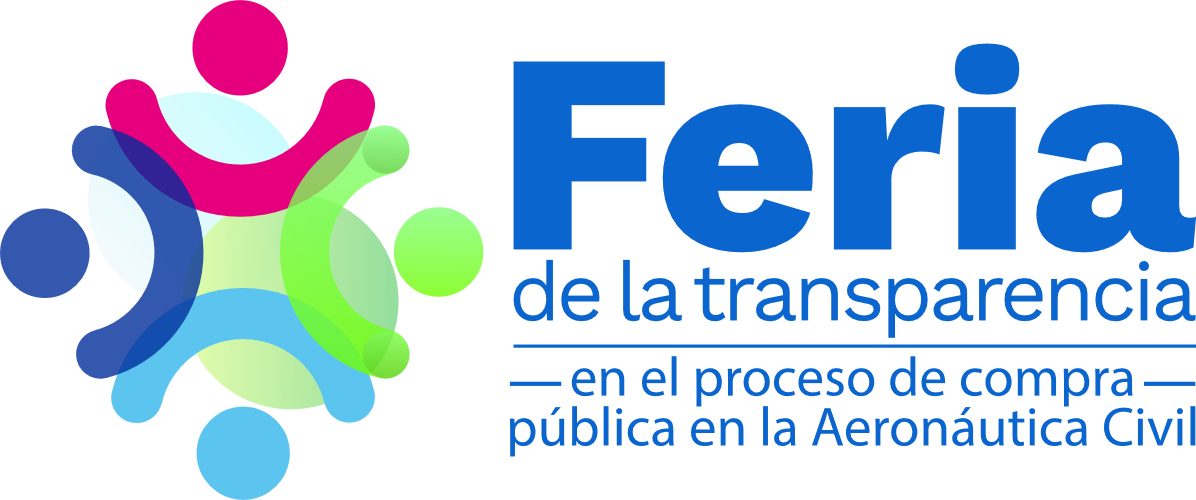 Feria
de la transparencia
en el proceso de compra
pública en la Aeronáutica Civil